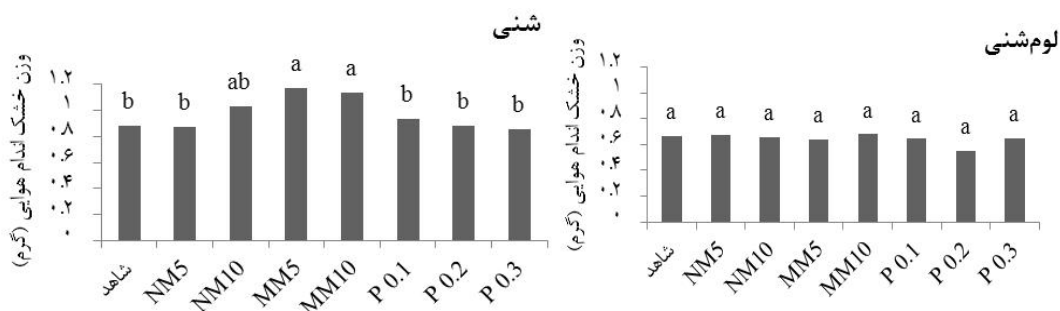 شنی
وزن خشک اندام هوایی (گرم)
۱.۲
۱
۰.۸
۰.۶
۰.۴
۰.۲
۰
b b ab a a b b b
شاهد NM5 NM10 MM5 MM10 P 0.1 P 0.2 P 0.3
لوم‌شنی
وزن خشک اندام هوایی (گرم)
۱.۲
۱
۰.۸
۰.۶
۰.۴
۰.۲
۰
a a a a a a a a
شاهد NM5 NM10 MM5 MM10 P 0.1 P 0.2 P 0.3